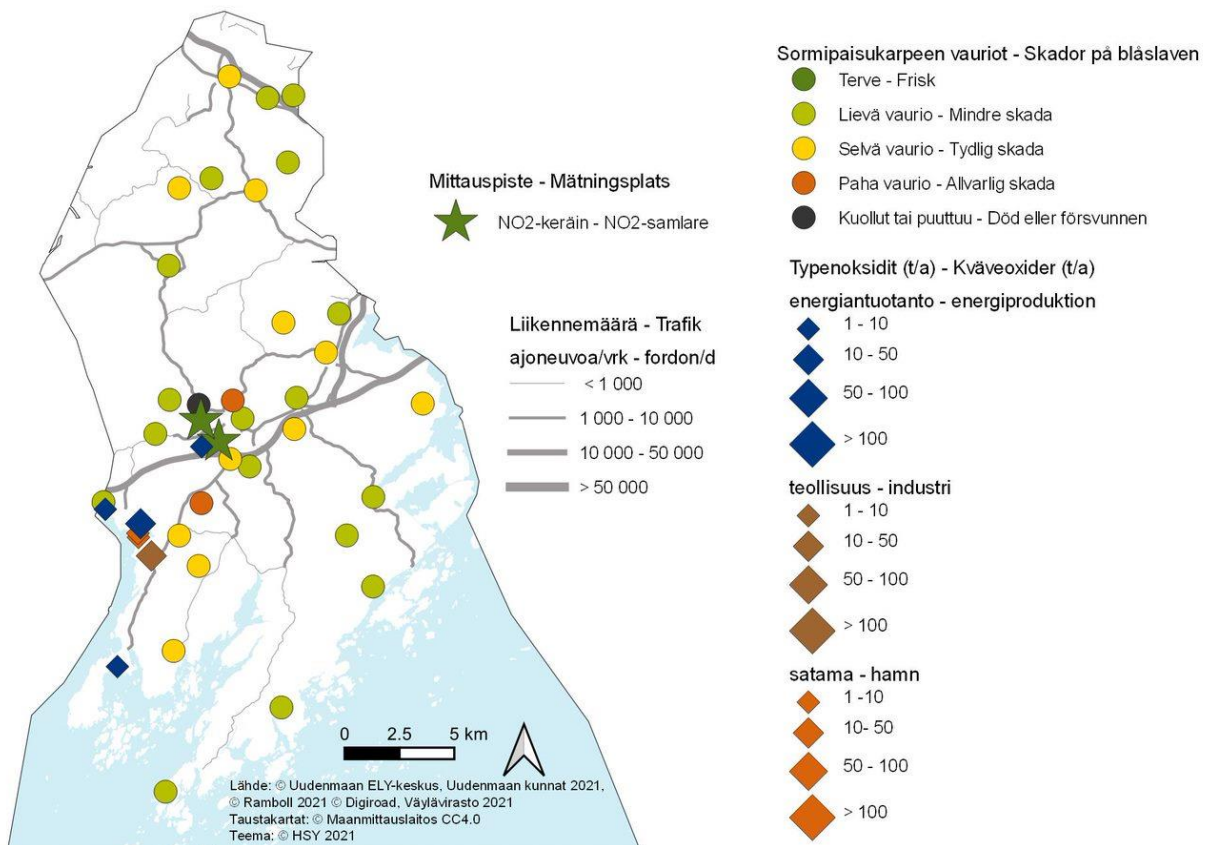 Sormipaisukarpeen vauriot - Skador på blåslaven
Terve - Frisk
Lievä vaurio - Mindre skada
Selvä vaurio - Tydlig skada
Paha vaurio - Allvarlig skada
Kuollut tai puuttuu - Död eller försvunnen
Mittauspiste - Mätningsplats
NO2-keräin - NO2-samlare
Liikennemäärä - Trafik
ajoneuvoa/vrk - fordon/d
< 1 000
1 000 - 10 000
10 000 - 50 000
> 50 000
Typenoksidit (t/a) - Kväveoxider (t/a)
energiantuotanto - energiproduktion
1 - 10
10 - 50
50 - 100
> 100
teollisuus - industri
1 - 10
10 - 50
50 - 100
> 100
satama - hamn
1 -10
10- 50
50 - 100
> 100
0 2.5 5 km
Lähde: © Uudenmaan ELY-keskus, Uudenmaan kunnat 2021,
© Ramboll 2021 © Digiroad, Väylävirasto 2021
Taustakartat: © Maanmittauslaitos CC4.0
Teema: © HSY 2021